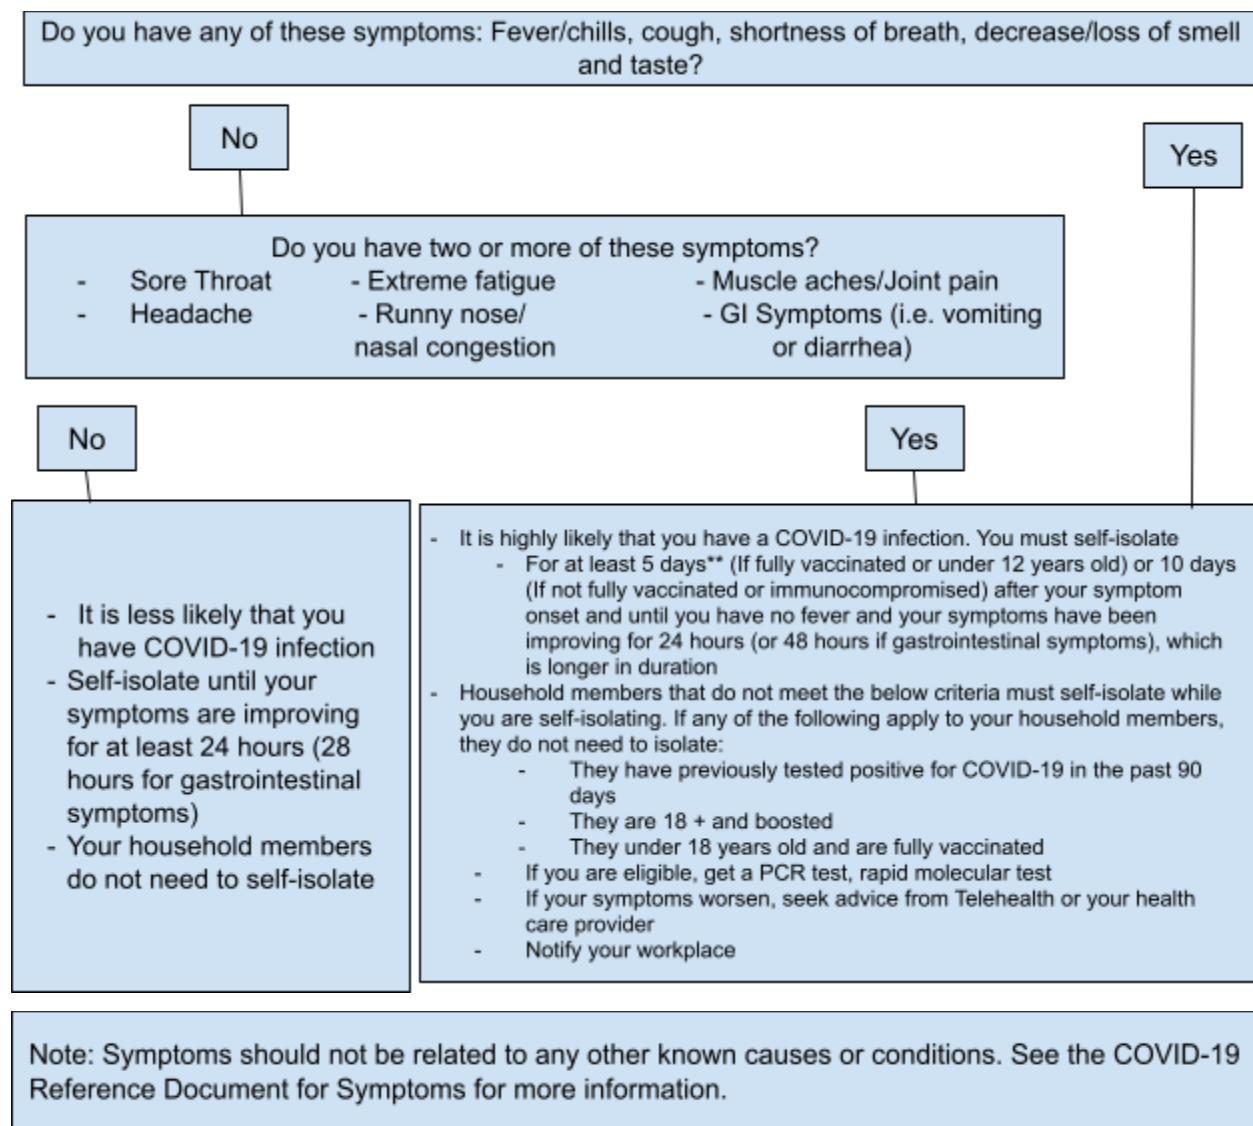 Do you have any of these symptoms: Fever/chills, cough, shortness of breath, decrease/loss of smell
and taste?
No
Yes
Do you have two or more of these symptoms?
- Sore Throat - Extreme fatigue - Muscle aches/Joint pain
- Headache - Runny nose/ - GI Symptoms (i.e. vomiting
nasal congestion or diarrhea)
No
Yes
- It is less likely that you
have COVID-19 infection
- Self-isolate until your
symptoms are improving
for at least 24 hours (28
hours for gastrointestinal
symptoms)
- Your household members
do not need to self-isolate
- It is highly likely that you have a COVID-19 infection. You must self-isolate
- For at least 5 days** (If fully vaccinated or under 12 years old) or 10 days
(If not fully vaccinated or immunocompromised) after your symptom
onset and until you have no fever and your symptoms have been
improving for 24 hours (or 48 hours if gastrointestinal symptoms), which
is longer in duration
- Household members that do not meet the below criteria must self-isolate while
you are self-isolating. If any of the following apply to your household members,
they do not need to isolate:
- They have previously tested positive for COVID-19 in the past 90
days
- They are 18 + and boosted
- They under 18 years old and are fully vaccinated
- If you are eligible, get a PCR test, rapid molecular test
- If your symptoms worsen, seek advice from Telehealth or your health
care provider
- Notify your workplace
Note: Symptoms should not be related to any other known causes or conditions. See the COVID-19
Reference Document for Symptoms for more information.